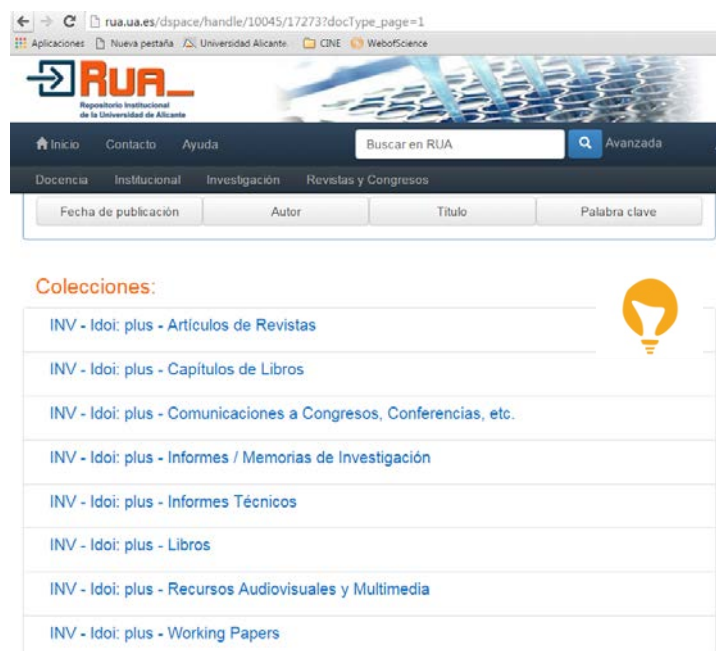 rua.ua.es/dspace/handle/10045/17273?docType_page=1
Aplicaciones Nueva pestaña Universidad Alicante. CINE WebofScience
RUA_
Repositorio Institucional
de la Universidad de Alicante
Inicio Contacto Ayuda Buscar en RUA Avanzada
Docencia Institucional Investigación Revistas y Congresos
Fecha de publicación Autor Título Palabra clave
Colecciones:
INV - Idoi: plus - Artículos de Revistas
INV - Idoi: plus - Capítulos de Libros
INV - Idoi: plus - Comunicaciones a Congresos, Conferencias, etc.
INV - Idoi: plus - Informes / Memorias de Investigación
INV - Idoi: plus - Informes Técnicos
INV - Idoi: plus - Libros
INV - Idoi: plus - Recursos Audiovisuales y Multimedia
INV - Idoi: plus - Working Papers